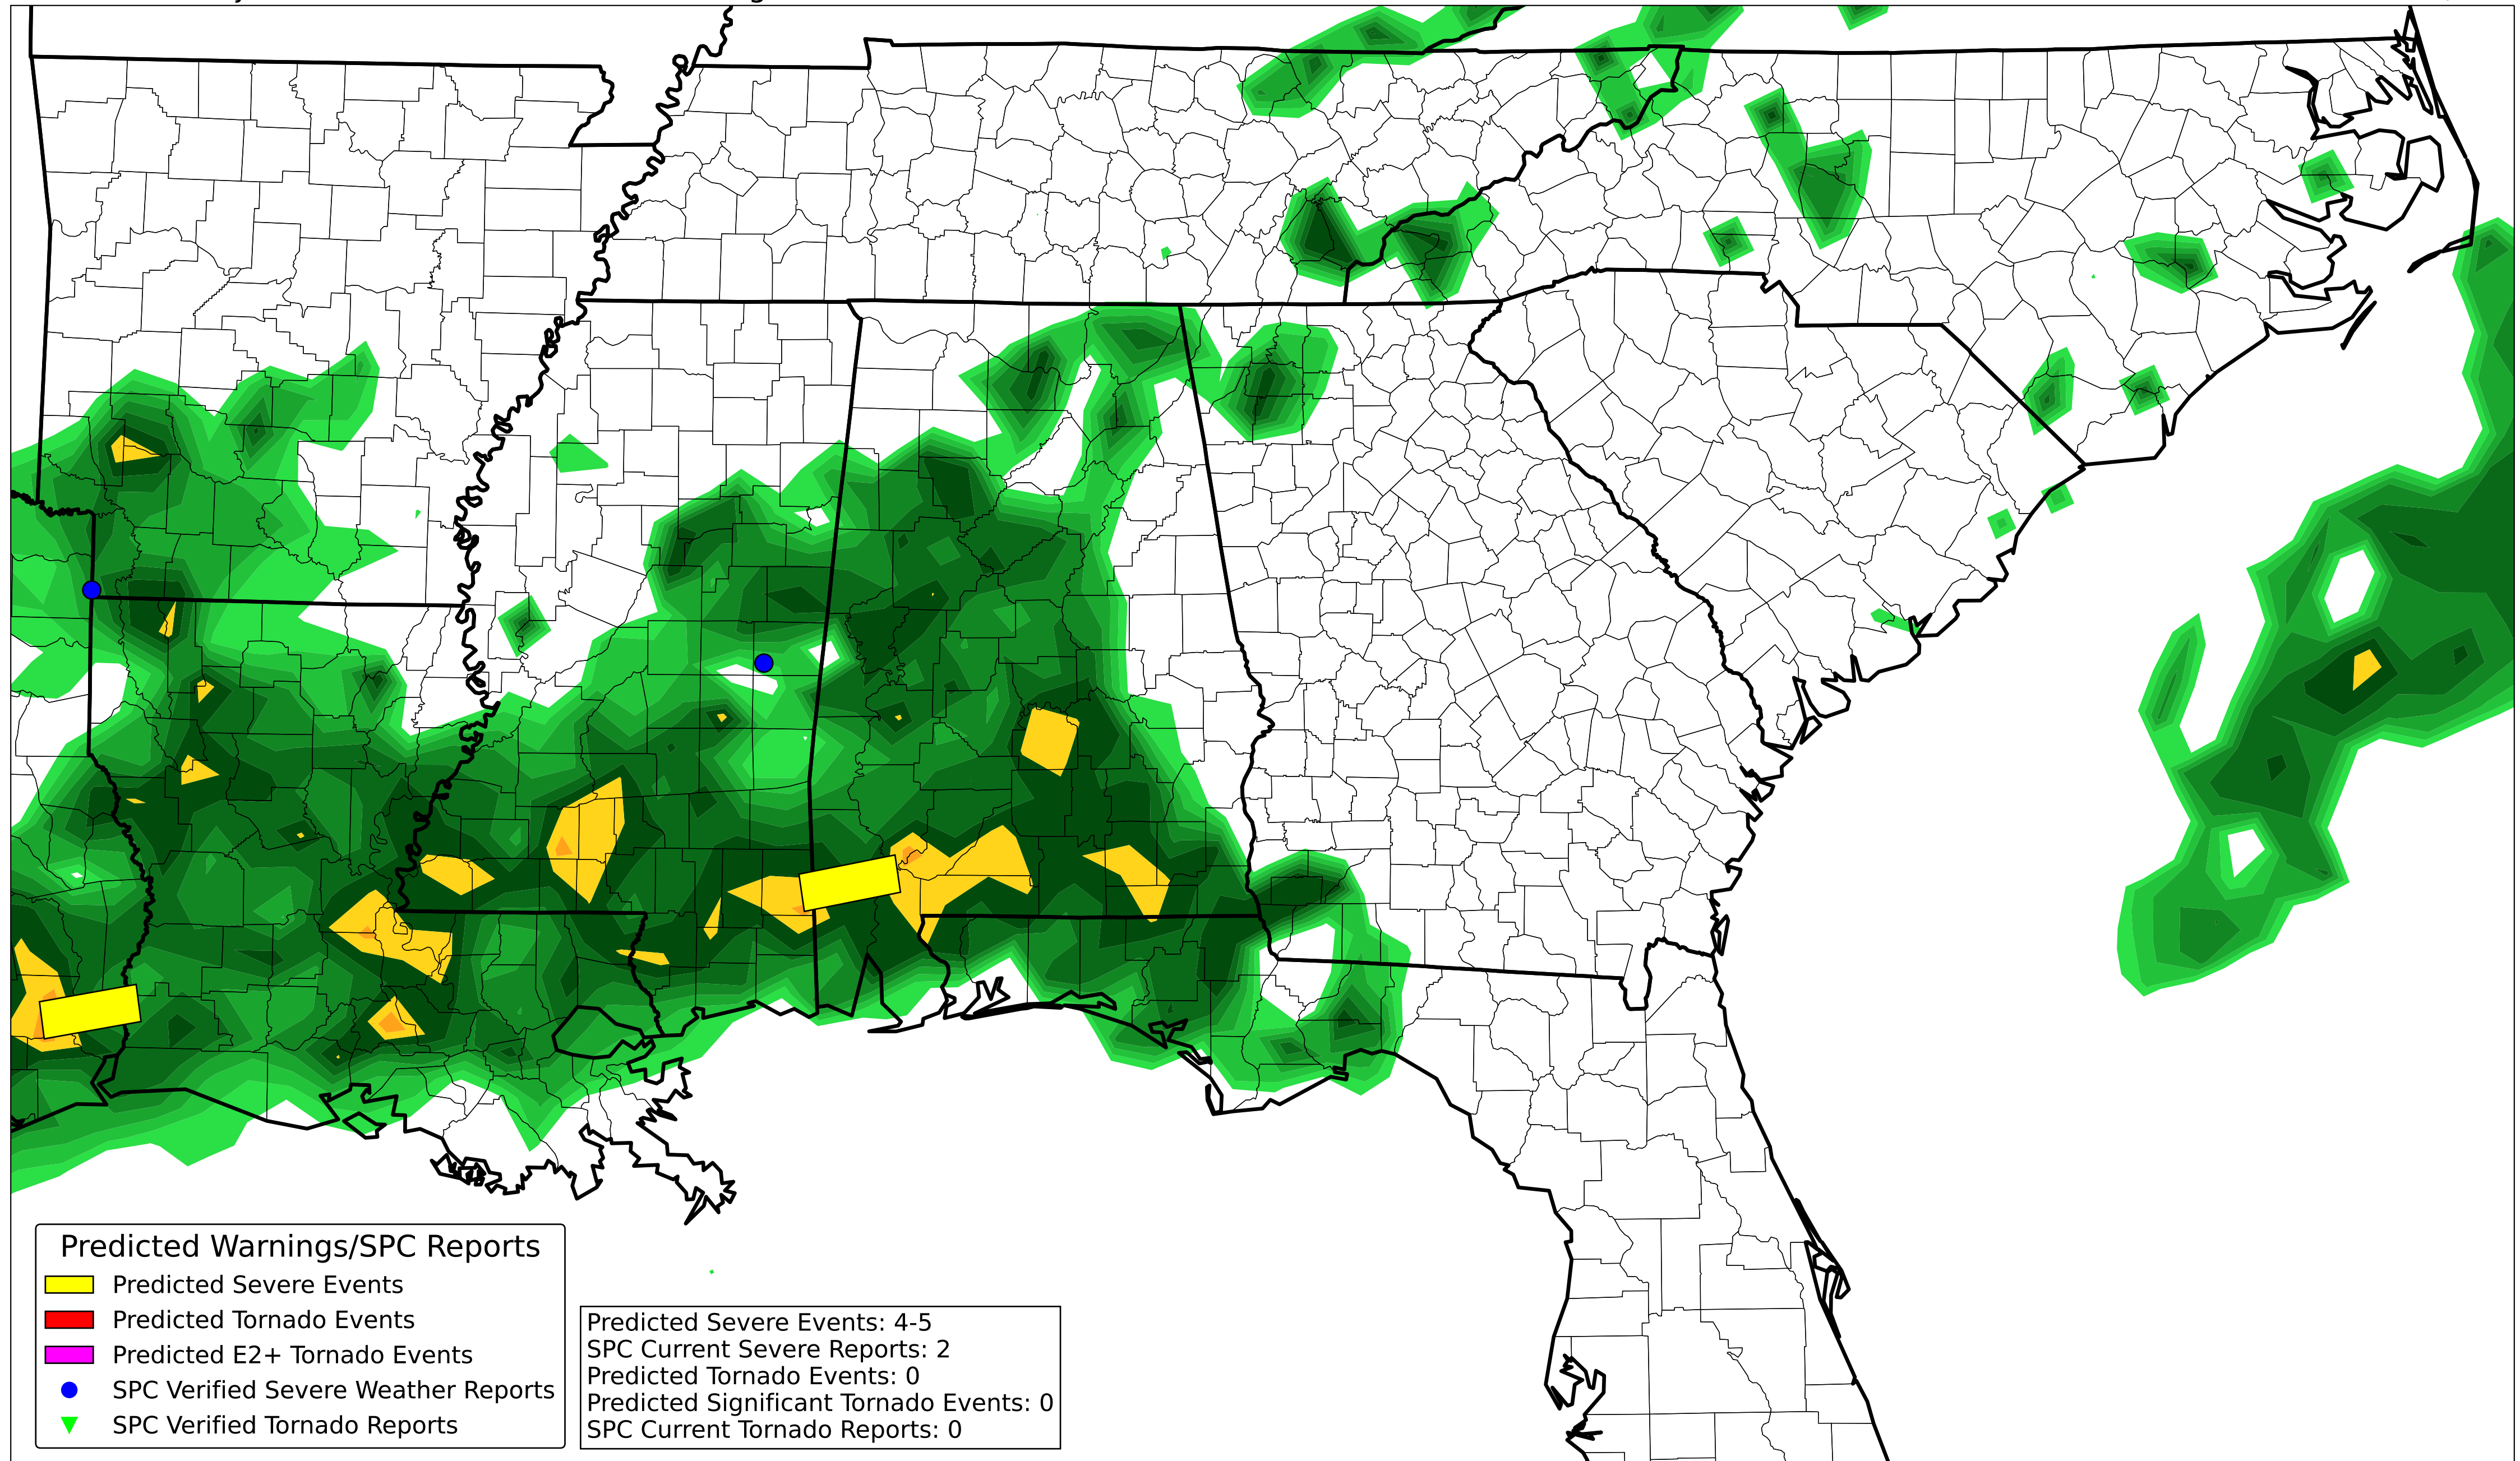 Predicted Warnings/SPC Reports
Predicted Severe Events
Predicted Tornado Events
Predicted E2+ Tornado Events
SPC Verified Severe Weather Reports
SPC Verified Tornado Reports
Predicted Severe Events: 4-5
SPC Current Severe Reports: 2
Predicted Tornado Events: 0
Predicted Significant Tornado Events: 0
SPC Current Tornado Reports: 0